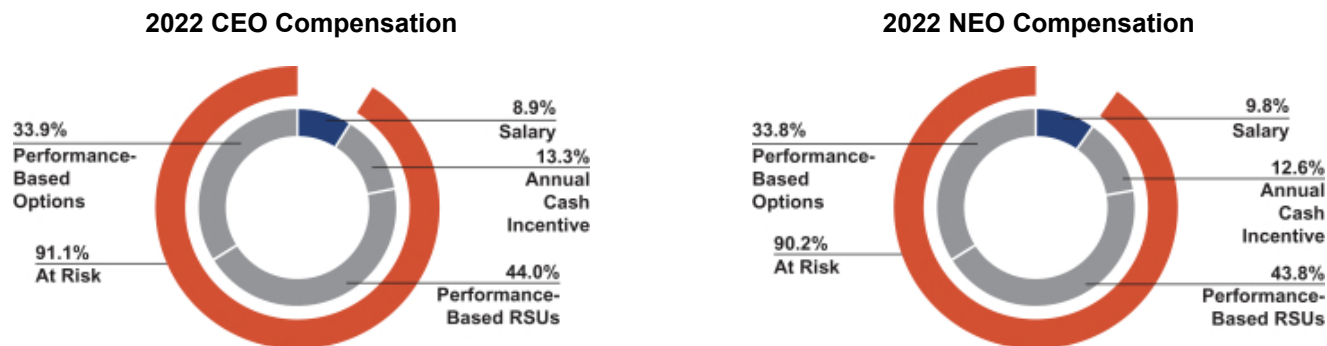 2022 CEO Compensation
8.9%
Salary
33.9%
Performance-
Based
Options
13.3%
Annual
Cash
Incentive
91.1%
At Risk
44.0%
Performance-
Based RSUs
2022 NEO Compensation
9.8%
Salary
33.8%
Performance-
Based
Options
12.6%
Annual
Cash
Incentive
90.2%
At Risk
43.8%
Performance-
Based RSUs